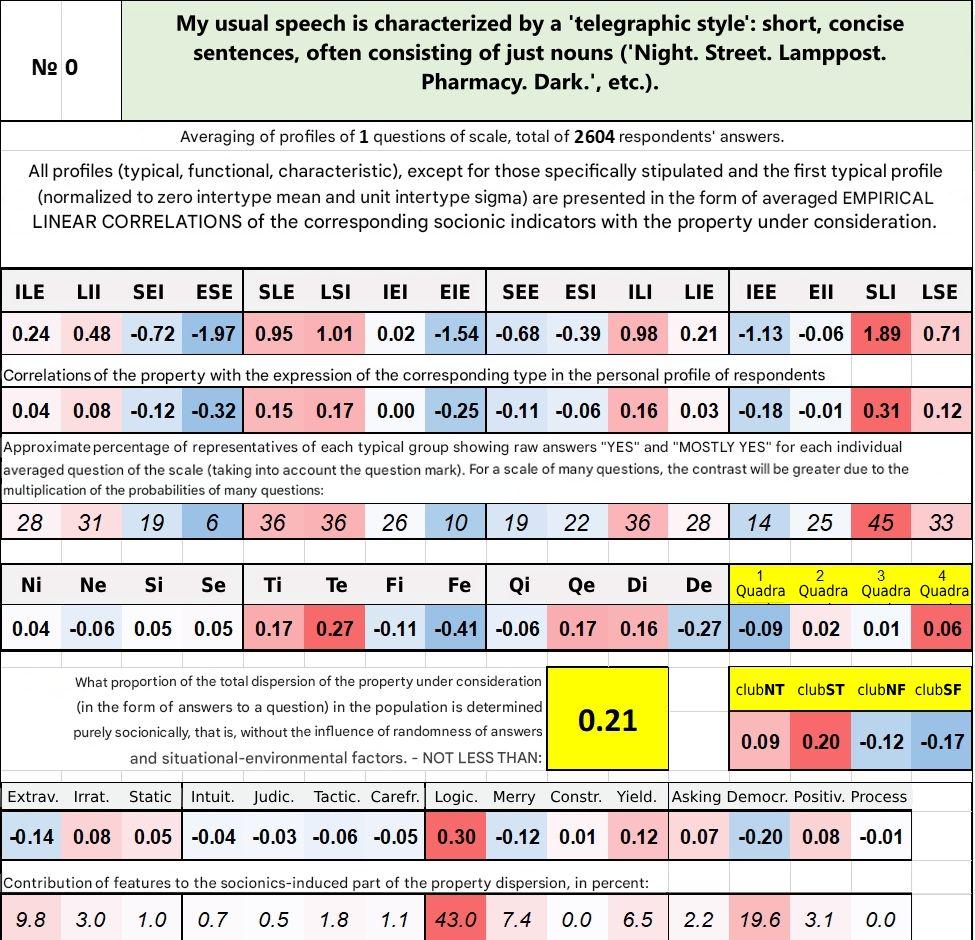 № 0
My usual speech is characterized by a 'telegraphic style': short, concise
sentences, often consisting of just nouns ('Night. Street. Lamppost.
Pharmacy. Dark.', etc.).
Averaging of profiles of 1 questions of scale, total of 2604 respondents' answers.
All profiles (typical, functional, characteristic), except for those specifically stipulated and the first typical profile
(normalized to zero intertype mean and unit intertype sigma) are presented in the form of averaged EMPIRICAL
LINEAR CORRELATIONS of the corresponding socionic indicators with the property under consideration.
ILE LII SEI ESE SLE LSI IEI EIE SEE ESI ILI LIE IEE EII SLI LSE
0.24 0.48 -0.72 -1.97 0.95 1.01 0.02 -1.54 -0.68 -0.39 0.98 0.21 -1.13 -0.06 1.89 0.71
Correlations of the property with the expression of the corresponding type in the personal profile of respondents
0.04 0.08 -0.12 -0.32 0.15 0.17 0.00 -0.25 -0.11 -0.06 0.16 0.03 -0.18 -0.01 0.31 0.12
Approximate percentage of representatives of each typical group showing raw answers "YES" and "MOSTLY YES" for each individual
averaged question of the scale (taking into account the question mark). For a scale of many questions, the contrast will be greater due to the
multiplication of the probabilities of many questions:
28 31 19 6 36 36 26 10 19 22 36 28 14 25 45 33
Ni Ne Si Se Ti Te Fi Fe Qi Qe Di De 1 Quadra 2 Quadra 3 Quadra 4 Quadra
0.04 -0.06 0.05 0.05 0.17 0.27 -0.11 -0.41 -0.06 0.17 0.16 -0.27 -0.09 0.02 0.01 0.06
What proportion of the total dispersion of the property under consideration
(in the form of answers to a question) in the population is determined
purely socionically, that is, without the influence of randomness of answers
and situational-environmental factors. - NOT LESS THAN:
0.21
clubNT clubST clubNF clubSF
0.09 0.20 -0.12 -0.17
Extrav. Irrat. Static Intuit. Judic. Tactic. Carefr. Logic. Merry Constr. Yield. Asking Democr. Positiv. Process
-0.14 0.08 0.05 -0.04 -0.03 -0.06 -0.05 0.30 -0.12 0.01 0.12 0.07 -0.20 0.08 -0.01
Contribution of features to the socionics-induced part of the property dispersion, in percent:
9.8 3.0 1.0 0.7 0.5 1.8 1.1 43.0 7.4 0.0 6.5 2.2 19.6 3.1 0.0